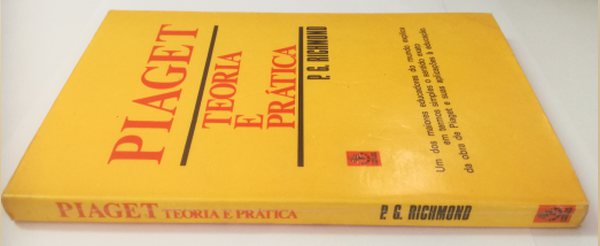 PIAGET
TEORIA
E
PRÁTICA
P. G. RICHMOND
Um dos maiores educadores do mundo explica
em termos simples o sentido exato
da obra de Piaget e suas aplicações à educação
PIAGET TEORIA E PRÁTICA P. G. RICHMOND